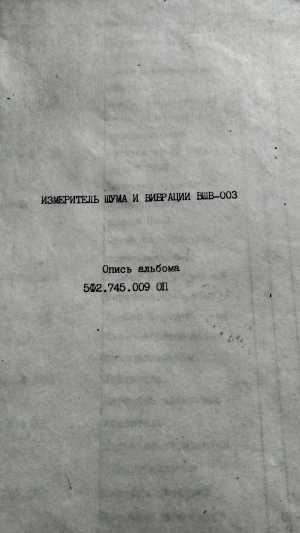 ИЗМЕРИТЕЛЬ ШУМА И ВИБРАЦИИ ВШВ-003
Опись альбома
5Ф2.745.009 ОП